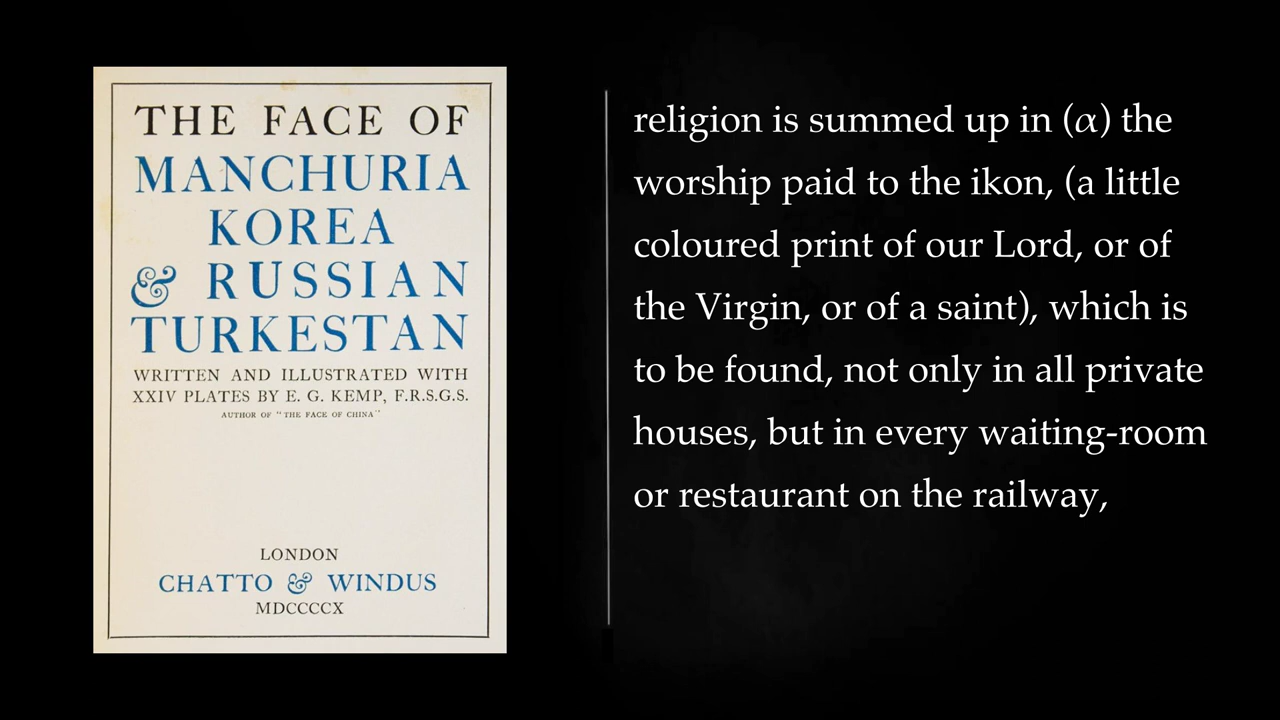 THE FACE OF
MANCHURIA
KOREA
& RUSSIAN
TURKESTAN
WRITTEN AND ILLUSTRATED WITH
XXIV PLATES BY E. G. KEMP, F.R.S.G.S.
AUTHOR OF "THE FACE OF CHINA"
LONDON
CHATTO & WINDUS
MDCCCCX
religion is summed up in (α) the
worship paid to the ikon, (a little
coloured print of our Lord, or of
the Virgin, or of a saint), which is
to be found, not only in all private
houses, but in every waiting-room
or restaurant on the railway,